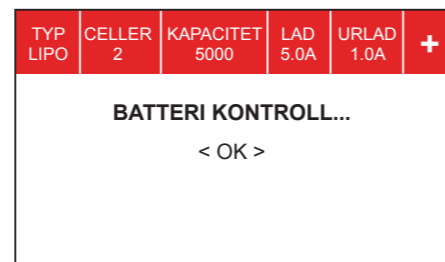 TYP CELLER KAPACITET LAD URLAD +
LIPO 2 5000 5.0A 1.0A
BATTERI KONTROLL...
< OK >